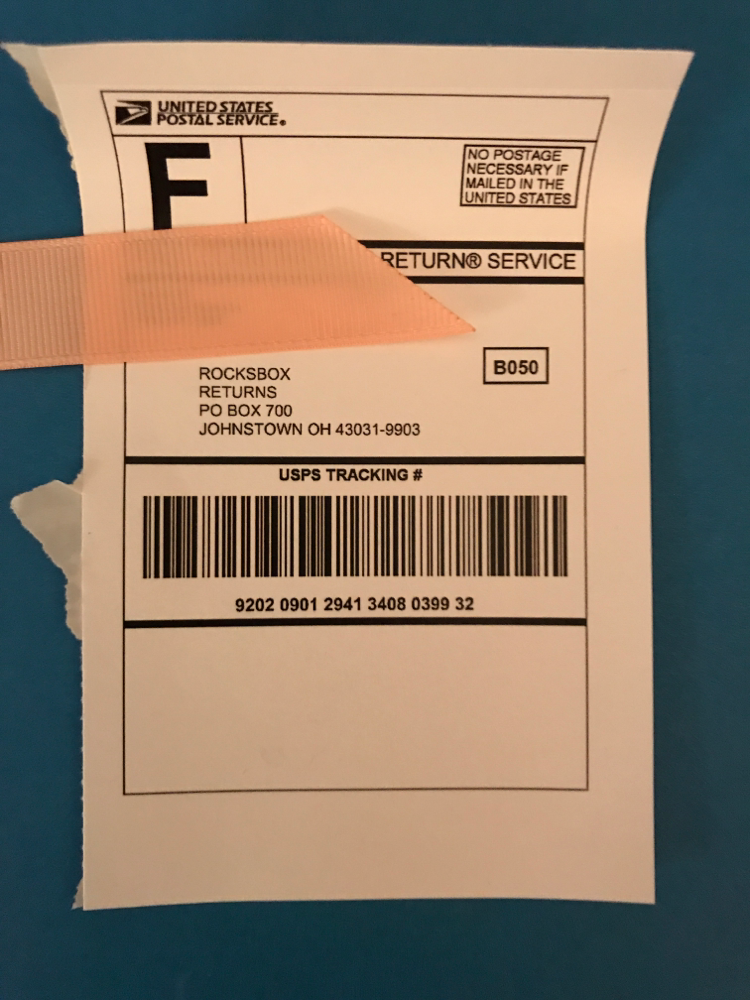 UNITED STATES
POSTAL SERVICE®
F
NO POSTAGE
NECESSARY IF
MAILED IN THE
UNITED STATES
RETURN® SERVICE
B050
ROCKSBOX
RETURNS
PO BOX 700
JOHNSTOWN OH 43031-9903
USPS TRACKING #
9202 0901 2941 3408 0399 32